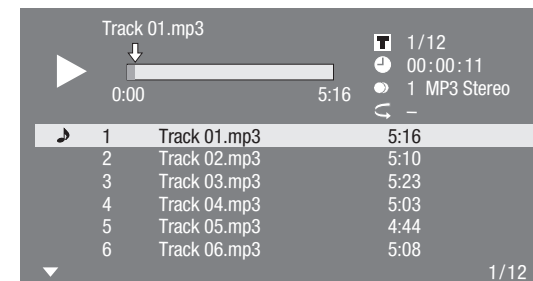 Track 01.mp3
T 1/12
00:00:11
0:00 5:16
1 MP3 Stereo
–
1 Track 01.mp3 5:16
2 Track 02.mp3 5:10
3 Track 03.mp3 5:23
4 Track 04.mp3 5:03
5 Track 05.mp3 4:44
6 Track 06.mp3 5:08
1/12